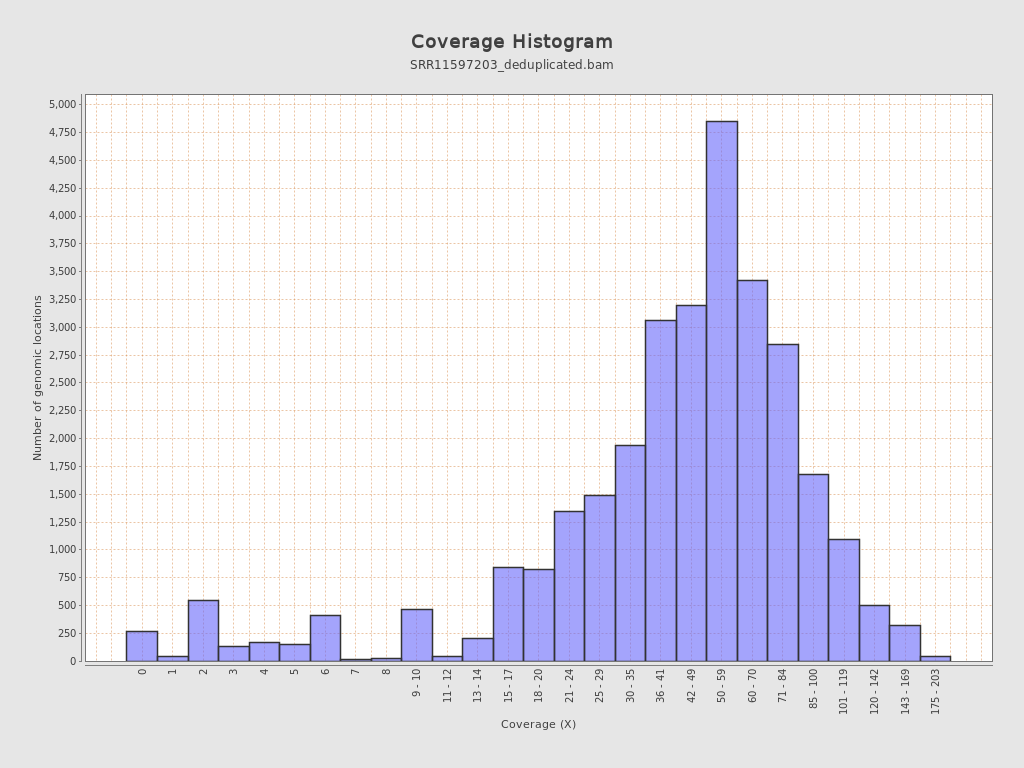 Coverage Histogram
SRR11597203_deduplicated.bam
5,000
4,750
4,500
4,250
4,000
3,750
3,500
3,250
3,000
2,750
2,500
2,250
2,000
1,750
1,500
1,250
1,000
750
500
250
0
Number of genomic locations
0
1
2
3
4
5
6
7
8
9 - 10
11 - 12
13 - 14
15 - 17
18 - 20
21 - 24
25 - 29
30 - 35
36 - 41
42 - 49
50 - 59
60 - 70
71 - 84
85 - 100
101 - 119
120 - 142
143 - 169
175 - 203
Coverage (X)